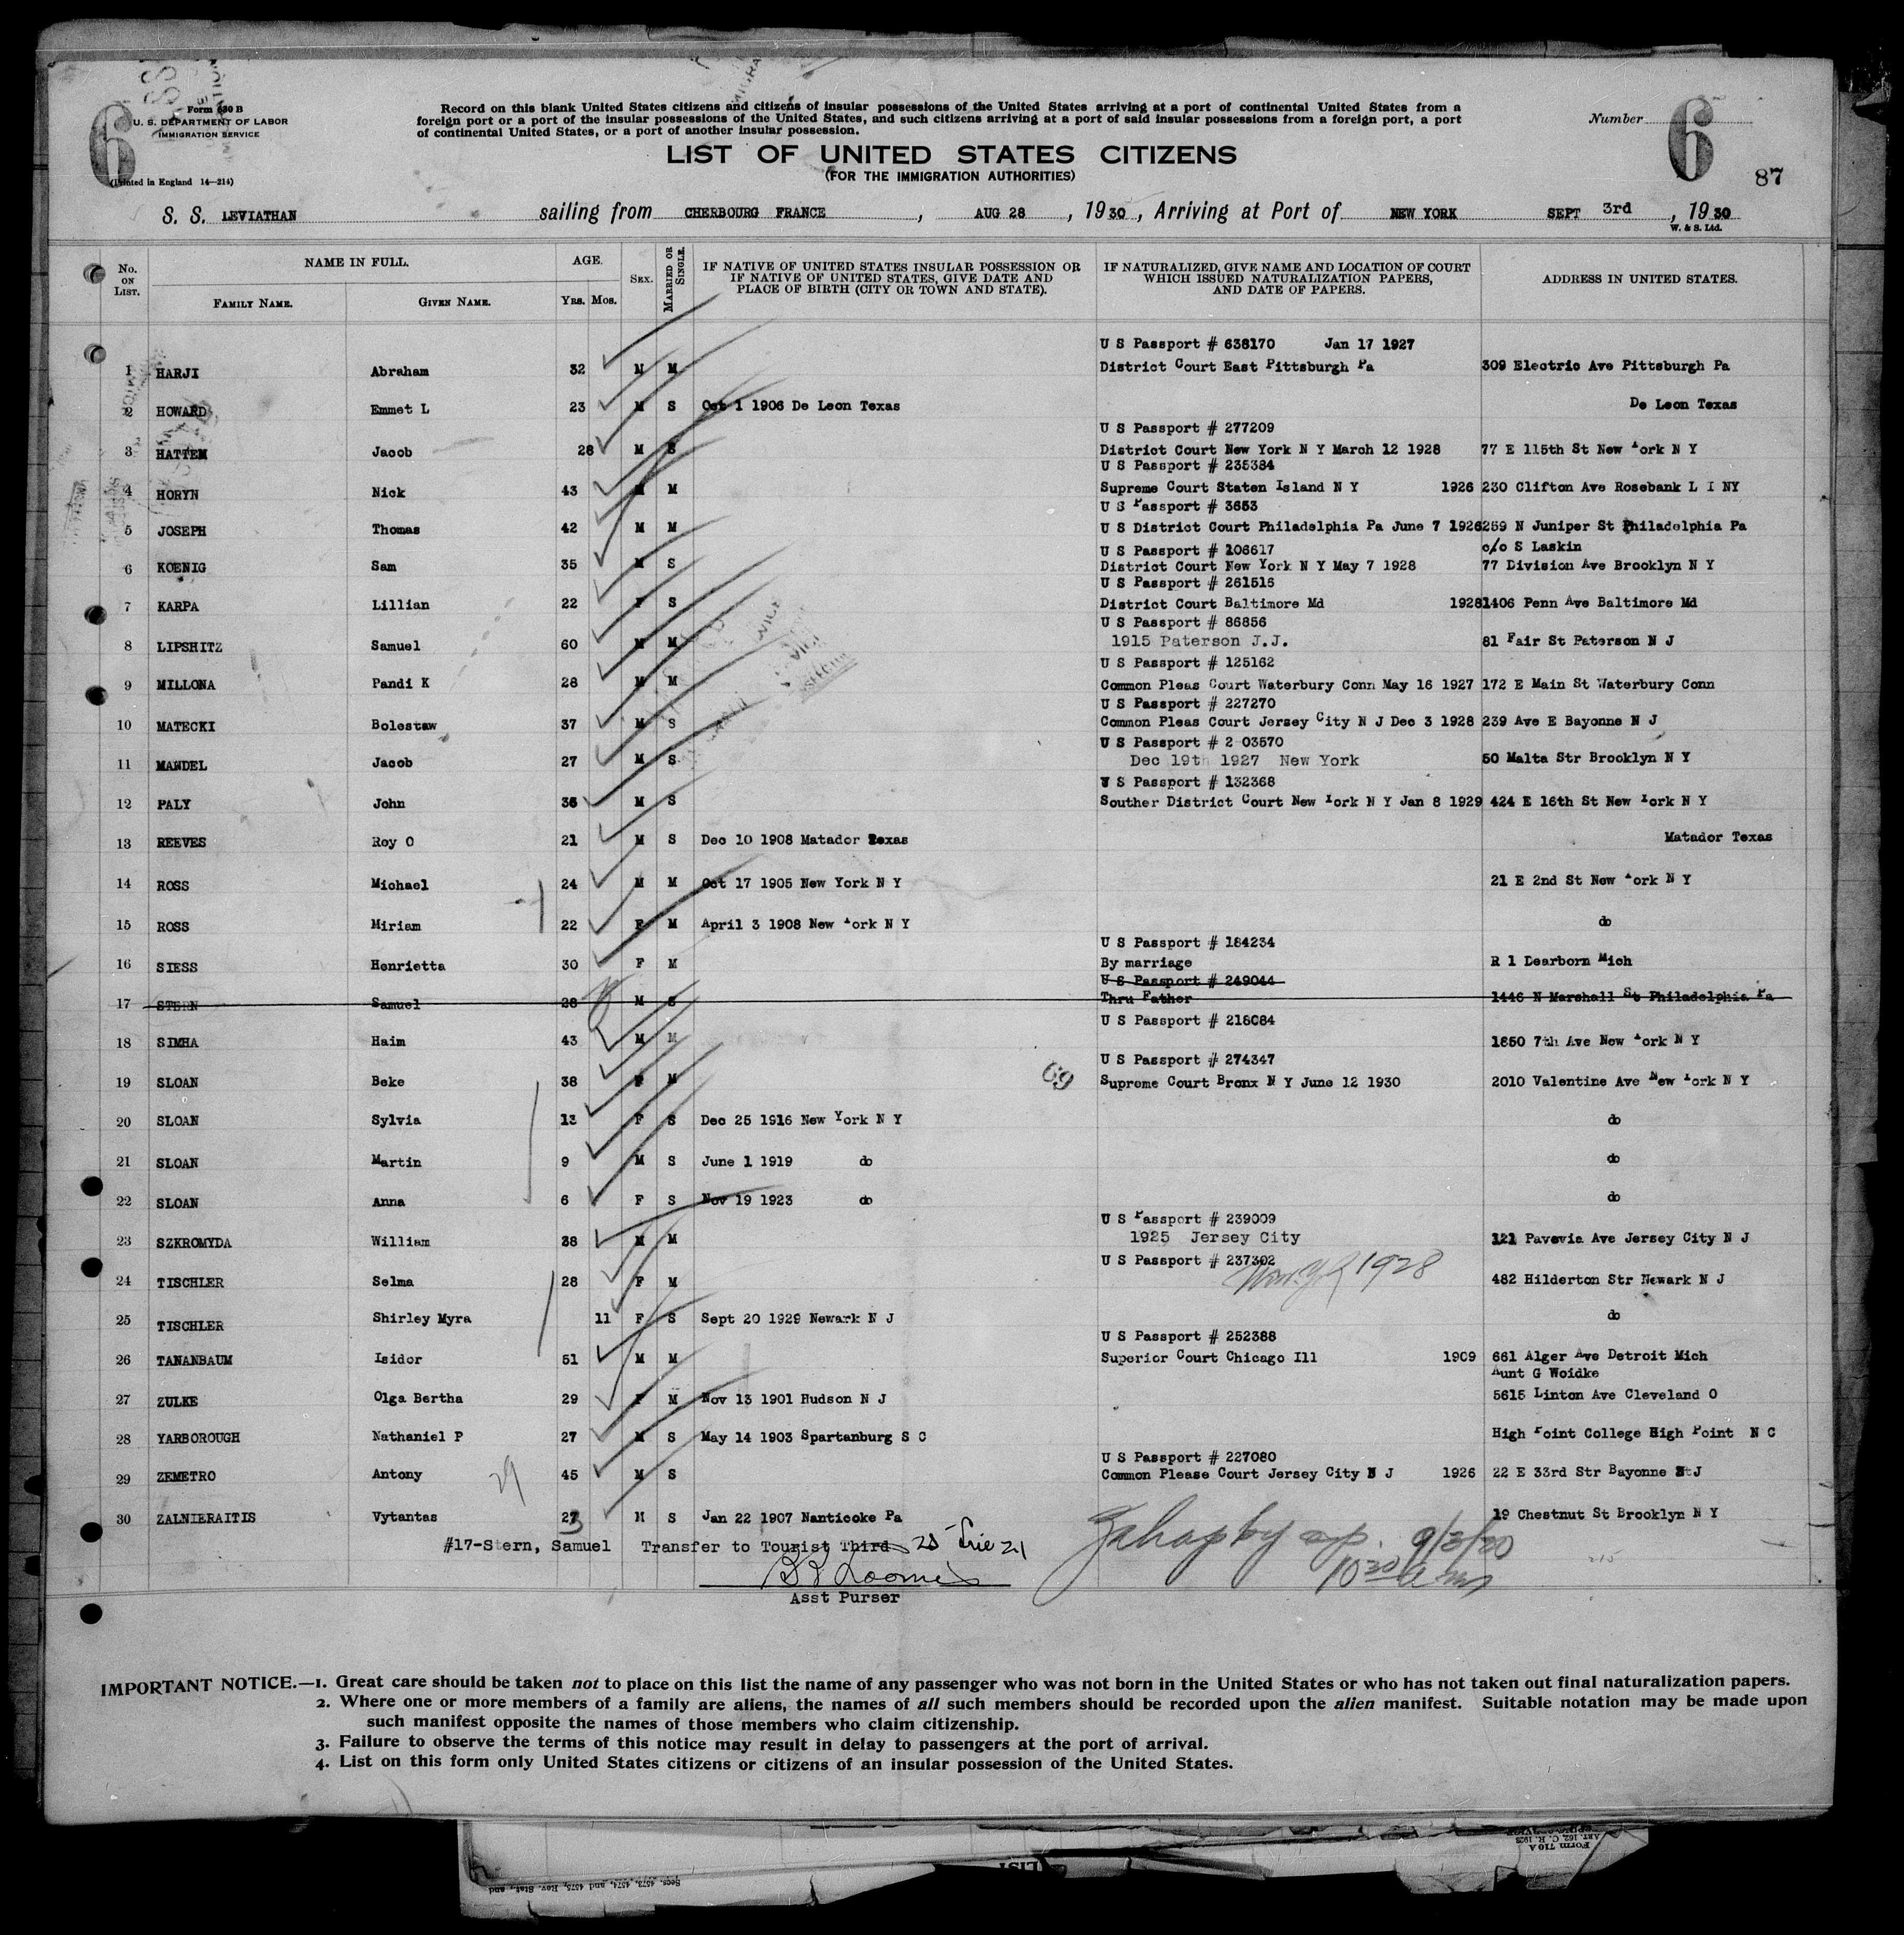 6
Form 630 B
U. S. DEPARTMENT OF LABOR
IMMIGRATION SERVICE
(Printed in England 14—214)
Record on this blank United States citizens and citizens of insular possessions of the United States arriving at a port of continental United States from a
foreign port or a port of the insular possessions of the United States, and such citizens arriving at a port of said insular possessions from a foreign port, a port
of continental United States, or a port of another insular possession.
LIST OF UNITED STATES CITIZENS
(FOR THE IMMIGRATION AUTHORITIES)
Number 6
87
S. S. LEVIATHAN sailing from CHERBOURG FRANCE, AUG 28, 1930, Arriving at Port of NEW YORK SEPT 3rd, 1930
W. & S. Ltd.
No. ON LIST. NAME IN FULL. FAMILY NAME. GIVEN NAME. AGE. YRS. MOS. SEX. MARRIED OR SINGLE. IF NATIVE OF UNITED STATES INSULAR POSSESSION OR IF NATIVE OF UNITED STATES, GIVE DATE AND PLACE OF BIRTH (CITY OR TOWN AND STATE). IF NATURALIZED, GIVE NAME AND LOCATION OF COURT WHICH ISSUED NATURALIZATION PAPERS, AND DATE OF PAPERS. ADDRESS IN UNITED STATES.
U S Passport # 638170 Jan 17 1927
1 HARJI Abraham 32 M M District Court East Pittsburgh Pa 309 Electric Ave Pittsburgh Pa
2 HOWARD Emmet L 23 M S Oct 1 1906 De Leon Texas De Leon Texas
U S Passport # 277209
3 HATTEM Jacob 28 M S District Court New York N Y March 12 1928 77 E 115th St New York N Y
U S Passport # 235384
4 HORYN Nick 43 M M Supreme Court Staten Island N Y 1926 230 Clifton Ave Rosebank L I NY
U S Passport # 3653
5 JOSEPH Thomas 42 M M U S District Court Philadelphia Pa June 7 1926 259 N Juniper St Philadelphia Pa
U S Passport # 106617 c/o S Laskin
6 KOENIG Sam 35 M S District Court New York N Y May 7 1928 77 Division Ave Brooklyn N Y
U S Passport # 261515
7 KARPA Lillian 22 F S District Court Baltimore Md 1928 1406 Penn Ave Baltimore Md
U S Passport # 86856
8 LIPSHITZ Samuel 60 M M 1915 Paterson J.J. 81 Fair St Paterson N J
U S Passport # 125162
9 MILLONA Pandi K 28 M M Common Pleas Court Waterbury Conn May 16 1927 172 E Main St Waterbury Conn
U S Passport # 227270
10 MATECKI Bolestaw 37 M S Common Pleas Court Jersey City N J Dec 3 1928 239 Ave E Bayonne N J
U S Passport # 2 03570
11 MANDEL Jacob 27 M S Dec 19th 1927 New York 50 Malta Str Brooklyn N Y
U S Passport # 132368
12 PALY John 36 M S Souther District Court New York N Y Jan 8 1929 424 E 16th St New York N Y
13 REEVES Roy O 21 M S Dec 10 1908 Matador Texas Matador Texas
14 ROSS Michael 24 M M Oct 17 1905 New York N Y 21 E 2nd St New York N Y
15 ROSS Miriam 22 F M April 3 1908 New York N Y do
U S Passport # 184234
16 SIESS Henrietta 30 F M By marriage R 1 Dearborn Mich
U S Passport # 249044
17 STERN Samuel 28 M S Thru Father 1446 N Marshall St Philadelphia Pa
U S Passport # 216084
18 SIMHA Haim 43 M M 1650 7th Ave New York N Y
U S Passport # 274347
19 SLOAN Beke 38 F M 69 Supreme Court Bronx N Y June 12 1930 2010 Valentine Ave New York N Y
20 SLOAN Sylvia 13 F S Dec 25 1916 New York N Y do
21 SLOAN Martin 9 M S June 1 1919 do do
22 SLOAN Anna 6 F S Nov 19 1923 do do
U S Passport # 239009
23 SZKROMYDA William 38 M M 1925 Jersey City 121 Pavovia Ave Jersey City N J
U S Passport # 237302
24 TISCHLER Selma 28 F M 1928 482 Hilderton Str Newark N J
25 TISCHLER Shirley Myra 11 F S Sept 20 1929 Newark N J do
U S Passport # 252388
26 TANANBAUM Isidor 51 M M Superior Court Chicago Ill 1909 661 Alger Ave Detroit Mich
Aunt G Woidke
27 ZULKE Olga Bertha 29 F M Nov 13 1901 Hudson N J 5615 Linton Ave Cleveland O
28 YARBOROUGH Nathaniel P 27 M S May 14 1903 Spartanburg S C High Point College High Point N C
U S Passport # 227080
29 ZEMETRO Antony 45 M S Common Please Court Jersey City N J 1926 22 E 33rd Str Bayonne N J
29
30 ZALNIERAITIS Vytantas 23 M S Jan 22 1907 Nanticoke Pa 19 Chestnut St Brooklyn N Y
#17-Stern, Samuel Transfer to Tourist Third
Loomis
10 30 a m
Asst Purser
IMPORTANT NOTICE.—1. Great care should be taken not to place on this list the name of any passenger who was not born in the United States or who has not taken out final naturalization papers.
2. Where one or more members of a family are aliens, the names of all such members should be recorded upon the alien manifest. Suitable notation may be made upon
such manifest opposite the names of those members who claim citizenship.
3. Failure to observe the terms of this notice may result in delay to passengers at the port of arrival.
4. List on this form only United States citizens or citizens of an insular possession of the United States.
Form 710 A
Secs. 4573, 4574, and 4575, Rev. Stat., and